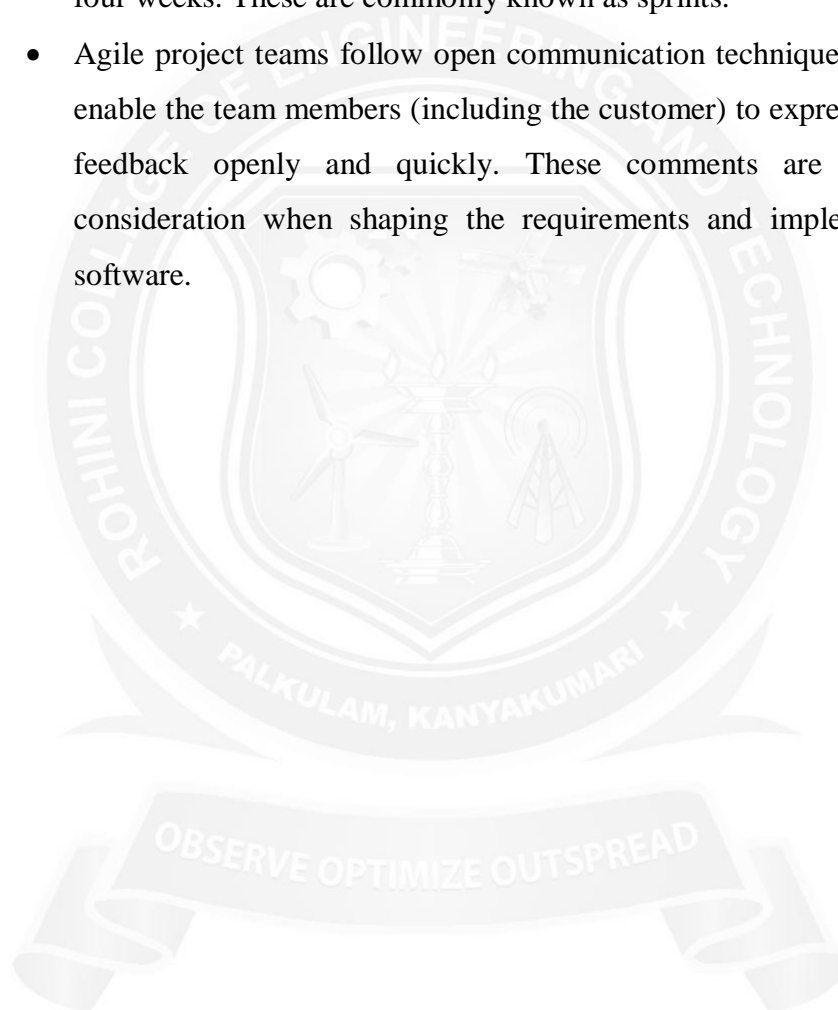 four weeks. These are commonly known as sprints.
• Agile project teams follow open communication technique
enable the team members (including the customer) to expre
feedback openly and quickly. These comments are
consideration when shaping the requirements and imple
software.
ROHINI COLLEGE OF ENGINEERING AND TECHNOLOGY
PALKULAM, KANYAKUMARI
OBSERVE OPTIMIZE OUTSPREAD